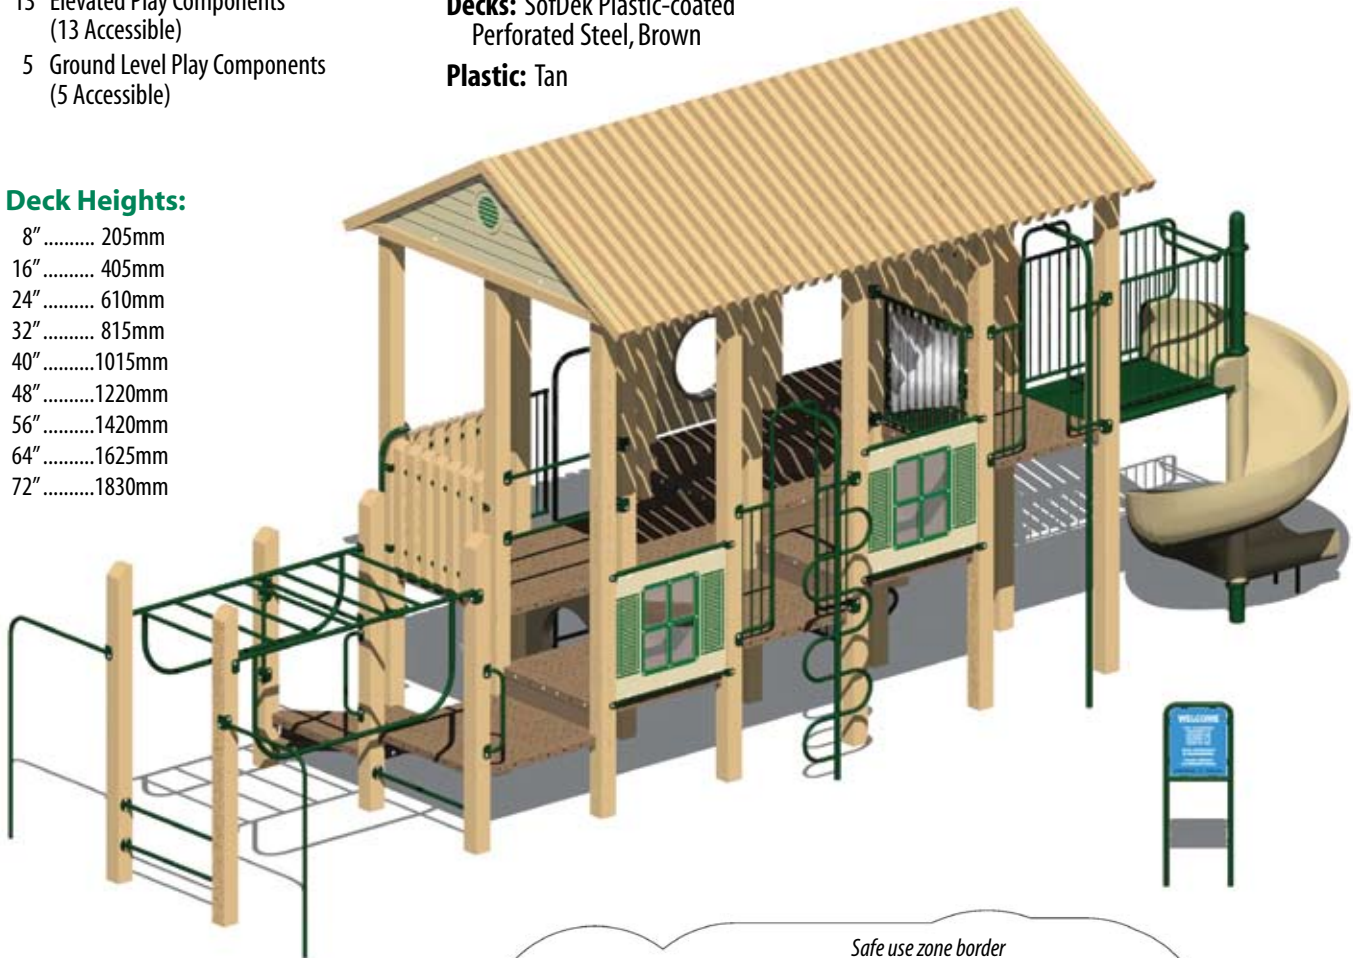 13 Elevated Play Components
(13 Accessible)
5 Ground Level Play Components
(5 Accessible)
Decks: SofDek Plastic-coated
Perforated Steel, Brown
Plastic: Tan
Deck Heights:
8″.......... 205mm
16″.......... 405mm
24″.......... 610mm
32″.......... 815mm
40″..........1015mm
48″..........1220mm
56″..........1420mm
64″..........1625mm
72″..........1830mm
WELCOME
Safe use zone border